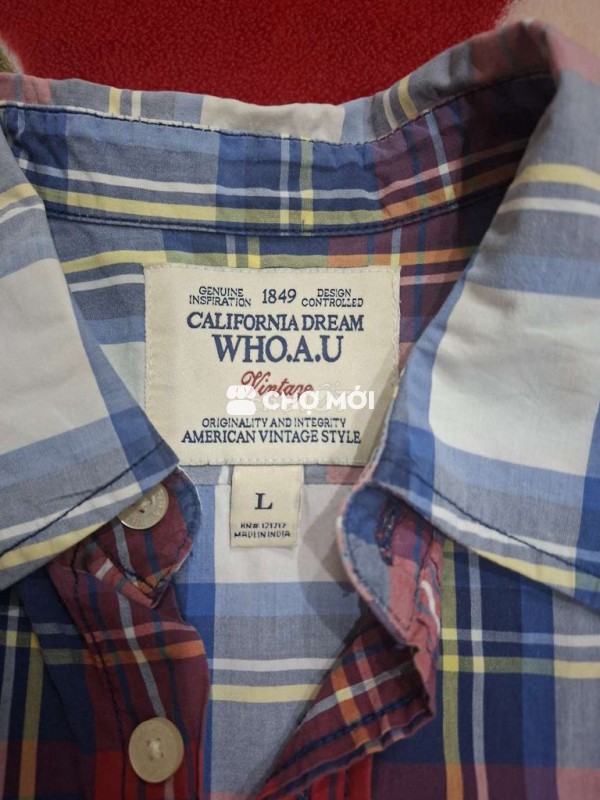 GENUINE INSPIRATION 1849 DESIGN CONTROLLED
CALIFORNIA DREAM
WHO.A.U
Vintage
CHỢ MỚI
ORIGINALITY AND INTEGRITY
AMERICAN VINTAGE STYLE
L
RN# 121212
MADE IN INDIA